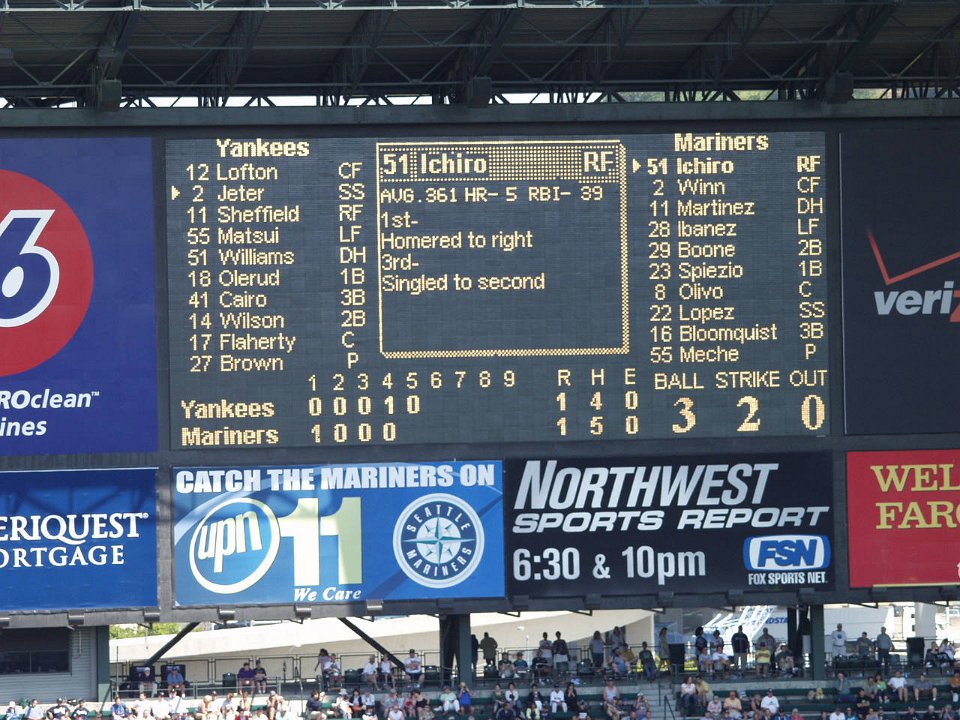 Yankees
12 Lofton CF
2 Jeter SS
11 Sheffield RF
55 Matsui LF
51 Williams DH
18 Olerud 1B
41 Cairo 3B
14 Wilson 2B
17 Flaherty C
27 Brown P
51 Ichiro RF
AVG.361 HR- 5 RBI- 39
1st-
Homered to right
3rd-
Singled to second
Mariners
51 Ichiro RF
2 Winn CF
11 Martinez DH
28 Ibanez LF
29 Boone 2B
23 Spiezio 1B
8 Olivo C
22 Lopez SS
16 Bloomquist 3B
55 Meche P
1 2 3 4 5 6 7 8 9 R H E
Yankees 0 0 0 1 0 1 4 0
Mariners 1 0 0 0 1 5 0
BALL STRIKE OUT
3 2 0
6
ROclean™
ines
veriz
ERIQUEST®
ORTGAGE
CATCH THE MARINERS ON
upn 11
We Care
SEATTLE
MARINERS
NORTHWEST
SPORTS REPORT
6:30 & 10pm
FSN
FOX SPORTS NET
WEL
FARG